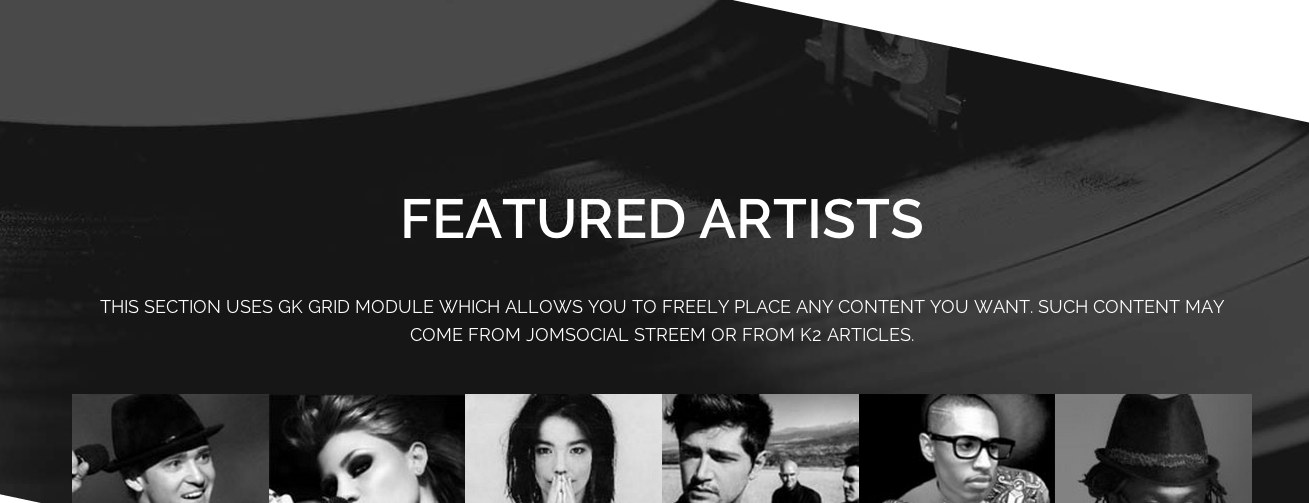 FEATURED ARTISTS
THIS SECTION USES GK GRID MODULE WHICH ALLOWS YOU TO FREELY PLACE ANY CONTENT YOU WANT. SUCH CONTENT MAY
COME FROM JOMSOCIAL STREEM OR FROM K2 ARTICLES.